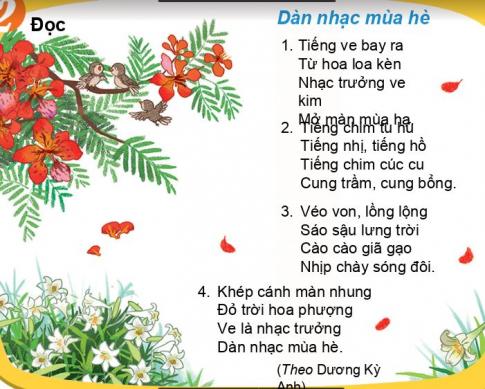 2 Đọc
Dàn nhạc mùa hè
1. Tiếng ve bay ra
Từ hoa loa kèn
Nhạc trưởng ve
kim
Mở màn mùa hạ
2. Tiếng chim tu hú
Tiếng nhị, tiếng hồ
Tiếng chim cúc cu
Cung trầm, cung bổng.
3. Véo von, lồng lộng
Sáo sậu lưng trời
Cào cào giã gạo
Nhịp chày sóng đôi.
4. Khép cánh màn nhung
Đỏ trời hoa phượng
Ve là nhạc trưởng
Dàn nhạc mùa hè.
(Theo Dương Kỳ
Anh)